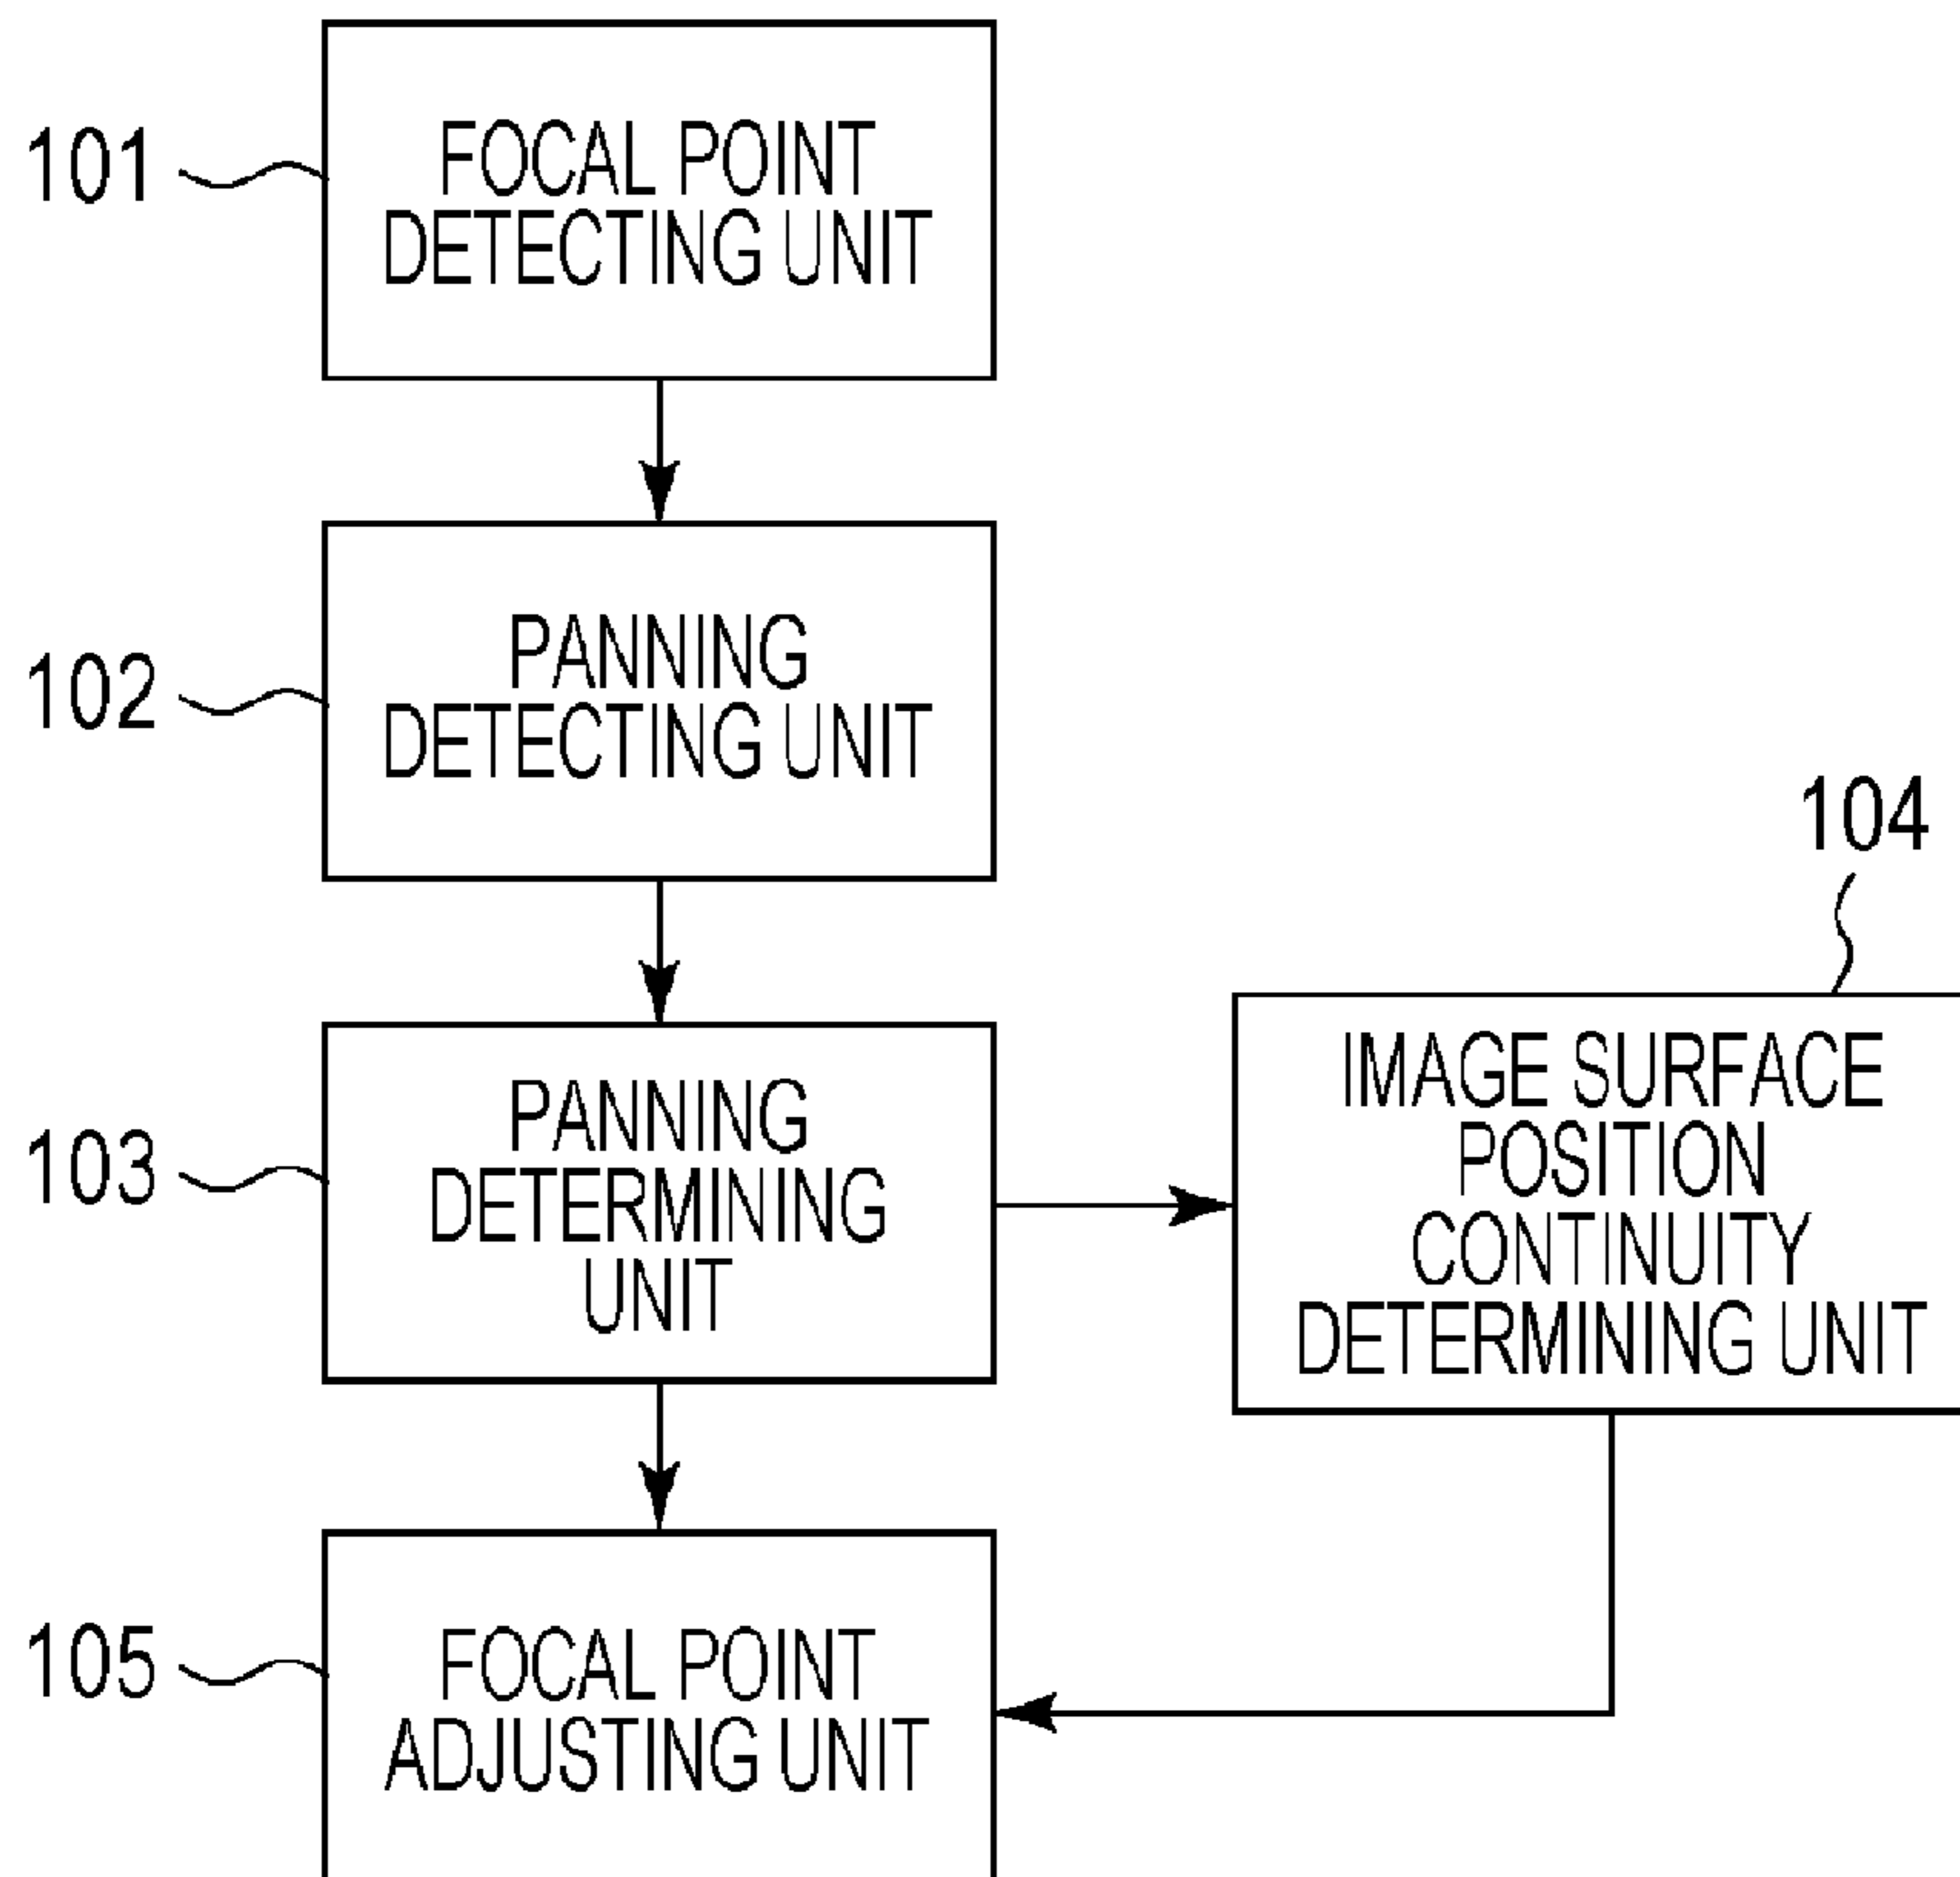 101
FOCAL POINT
DETECTING UNIT
102
PANNING
DETECTING UNIT
103
PANNING
DETERMINING
UNIT
104
IMAGE SURFACE
POSITION
CONTINUITY
DETERMINING UNIT
105
FOCAL POINT
ADJUSTING UNIT